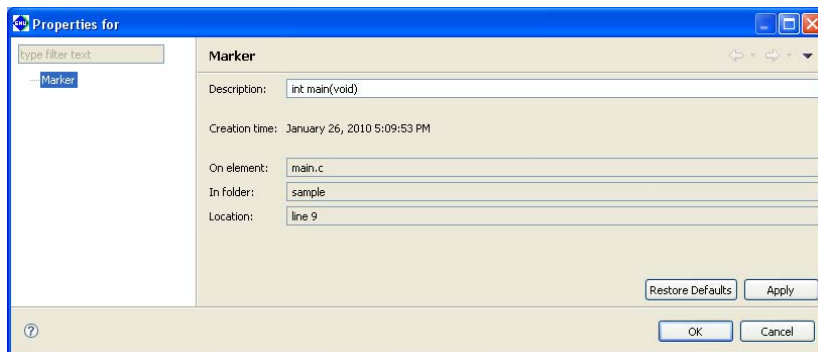 Properties for
type filter text
Marker
Marker
Description: int main(void)
Creation time: January 26, 2010 5:09:53 PM
On element: main.c
In folder: sample
Location: line 9
Restore Defaults Apply
? OK Cancel